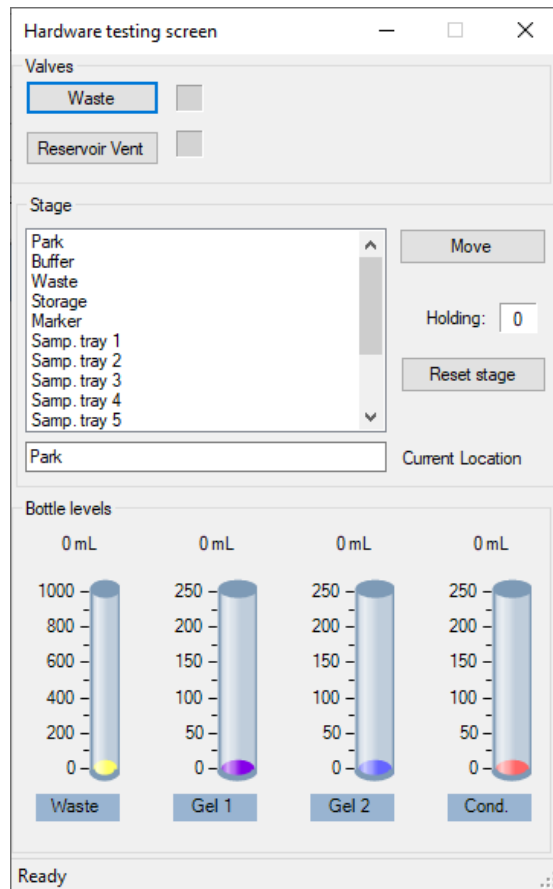 Hardware testing screen
Valves
Waste
Reservoir Vent
Stage
Park
Buffer
Waste
Storage
Marker
Samp. tray 1
Samp. tray 2
Samp. tray 3
Samp. tray 4
Samp. tray 5
Move
Holding: 0
Reset stage
Park
Current Location
Bottle levels
0 mL 0 mL 0 mL 0 mL
1000 250 250 250
800 200 200 200
600 150 150 150
400 100 100 100
200 50 50 50
0 0 0 0
Waste Gel 1 Gel 2 Cond.
Ready